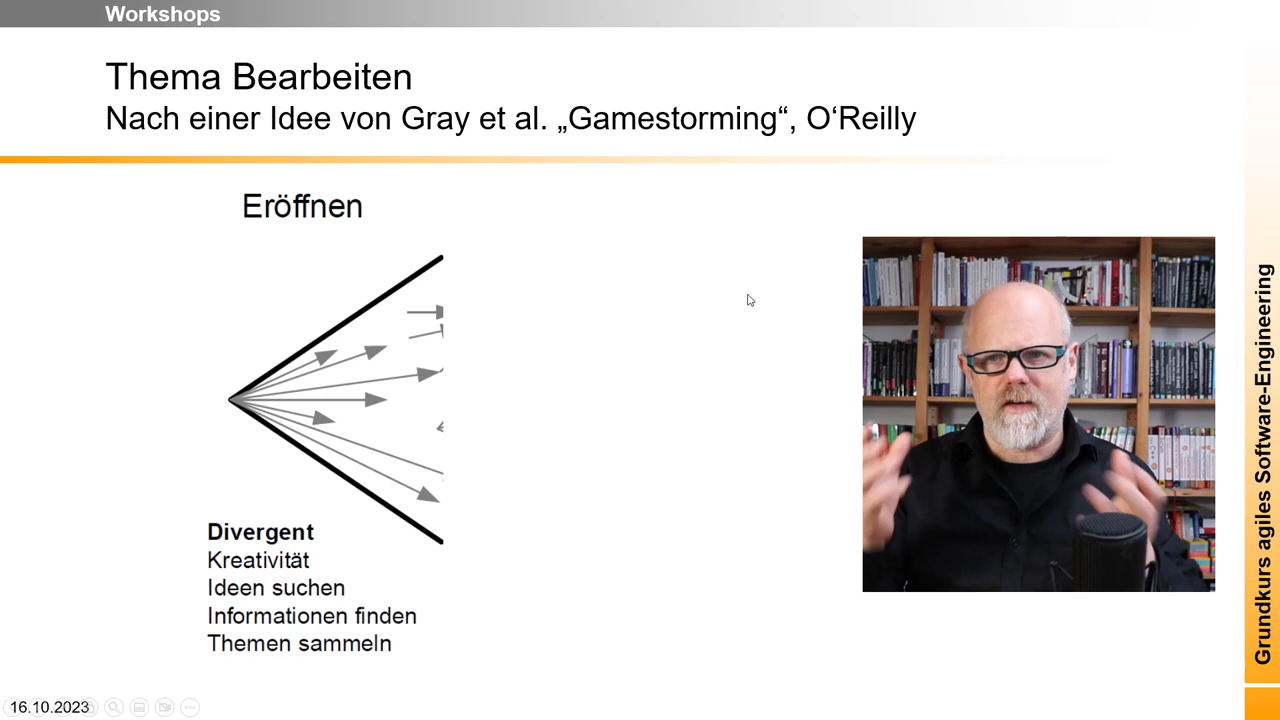 Workshops
Thema Bearbeiten
Nach einer Idee von Gray et al. „Gamestorming“, O‘Reilly
Eröffnen
Divergent
Kreativität
Ideen suchen
Informationen finden
Themen sammeln
16.10.2023
Grundkurs agiles Software-Engineering